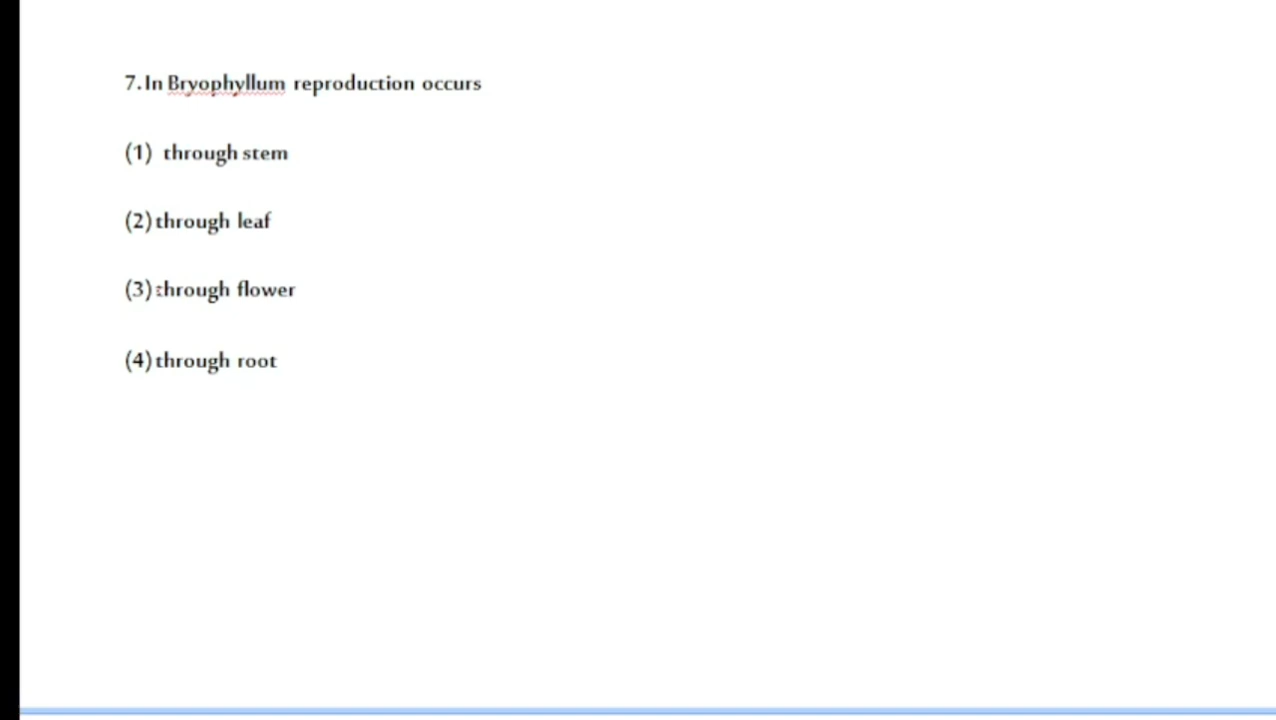 7. In Bryophyllum reproduction occurs
(1) through stem
(2) through leaf
(3) through flower
(4) through root